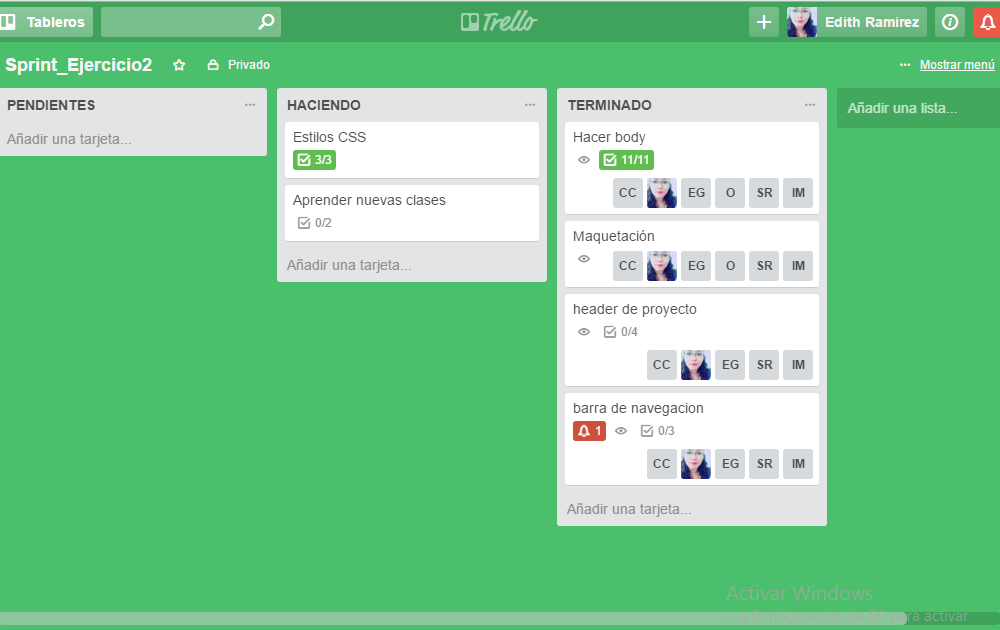 Tableros
Trello
Edith Ramirez
Sprint_Ejercicio2
Privado
... Mostrar menú
PENDIENTES ...
Añadir una tarjeta...
HACIENDO ...
Estilos CSS
3/3
Aprender nuevas clases
0/2
Añadir una tarjeta...
TERMINADO ...
Hacer body
11/11
CC EG O SR IM
Maquetación
CC EG O SR IM
header de proyecto
0/4
CC EG SR IM
barra de navegacion
1 0/3
CC EG SR IM
Añadir una tarjeta...
Añadir una lista...
Activar Windows
Configuración de PC para activar